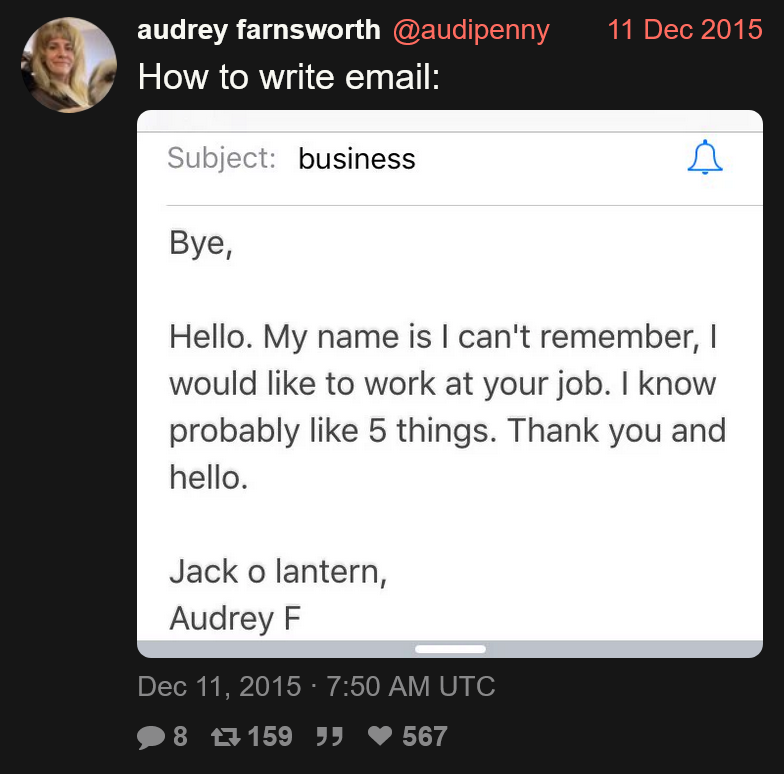 audrey farnsworth @audipenny 11 Dec 2015
How to write email:
Subject: business
Bye,
Hello. My name is I can't remember, I
would like to work at your job. I know
probably like 5 things. Thank you and
hello.
Jack o lantern,
Audrey F
Dec 11, 2015 · 7:50 AM UTC
8 159 567